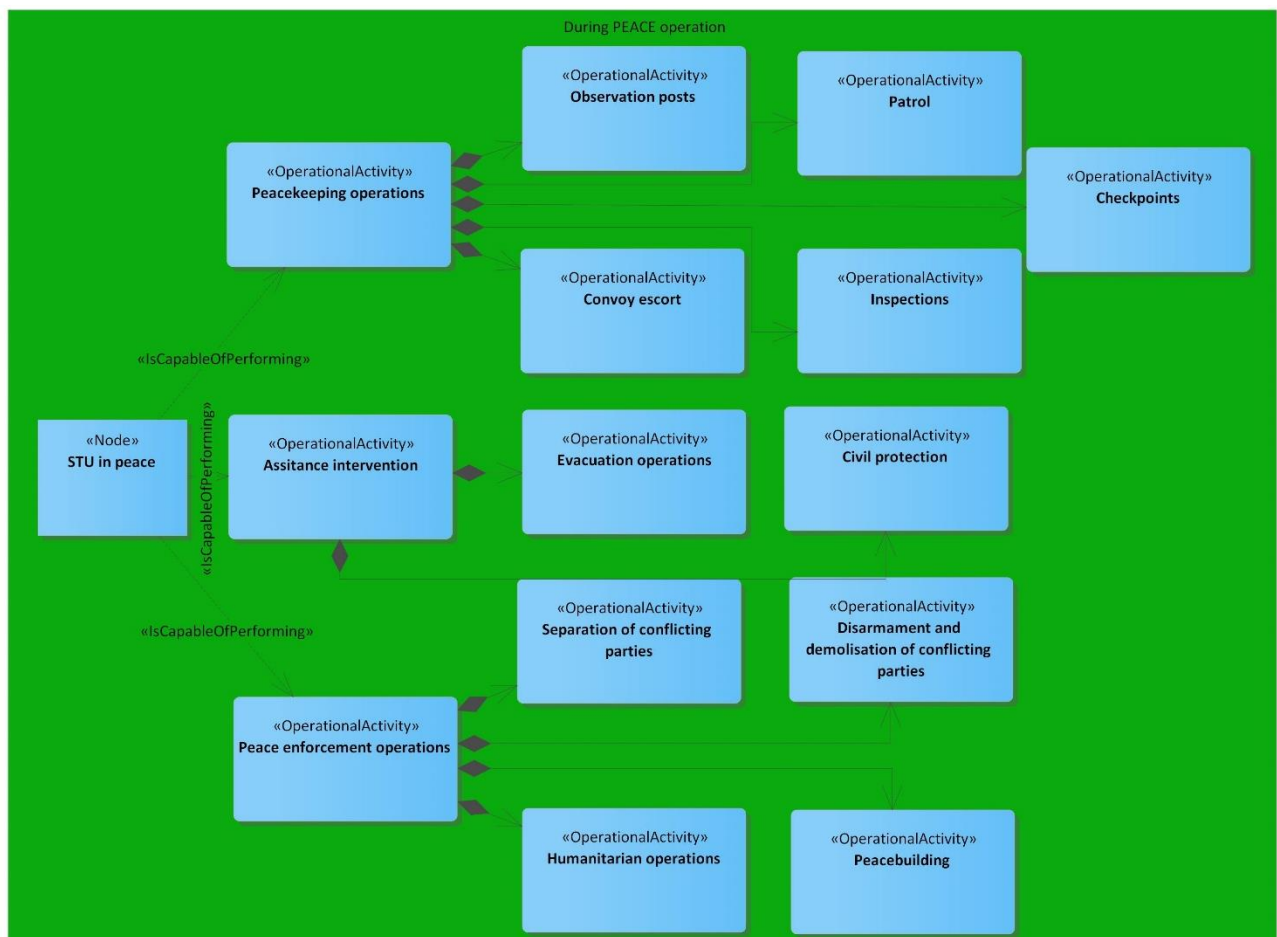 During PEACE operation
«OperationalActivity»
Observation posts
«OperationalActivity»
Patrol
«OperationalActivity»
Peacekeeping operations
«OperationalActivity»
Checkpoints
«OperationalActivity»
Convoy escort
«OperationalActivity»
Inspections
«IsCapableOfPerforming»
«Node»
STU in peace
«IsCapableOfPerforming»
«OperationalActivity»
Assitance intervention
«OperationalActivity»
Evacuation operations
«OperationalActivity»
Civil protection
«IsCapableOfPerforming»
«OperationalActivity»
Separation of conflicting
parties
«OperationalActivity»
Disarmament and
demolisation of conflicting
parties
«OperationalActivity»
Peace enforcement operations
«OperationalActivity»
Humanitarian operations
«OperationalActivity»
Peacebuilding